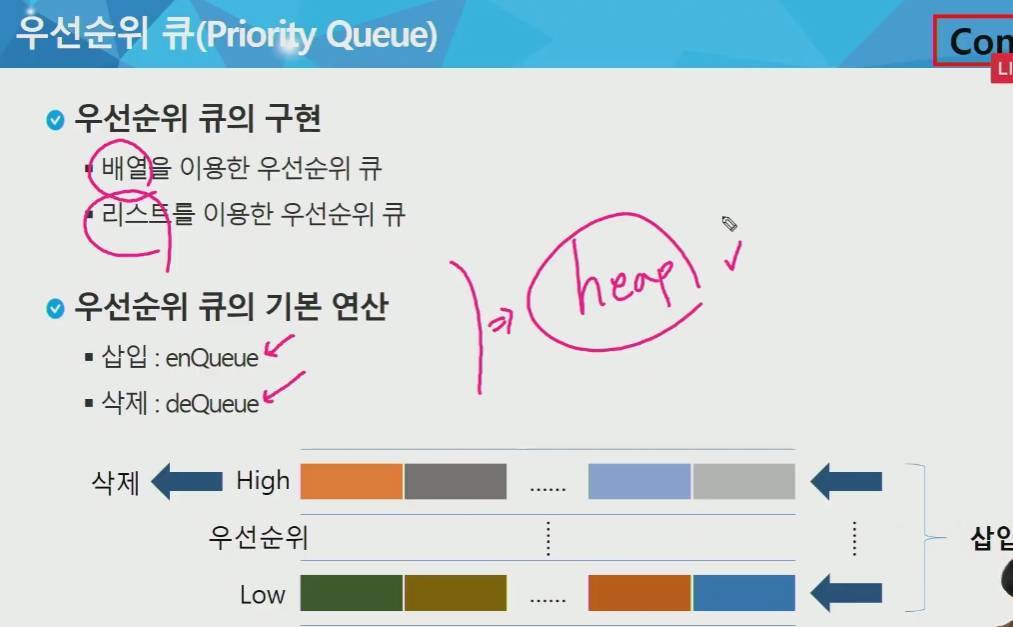 우선순위 큐(Priority Queue)
Con
LI
우선순위 큐의 구현
배열을 이용한 우선순위 큐
리스트를 이용한 우선순위 큐
heap
우선순위 큐의 기본 연산
삽입 : enQueue
삭제 : deQueue
삭제 High ......
우선순위
삽입
Low ......